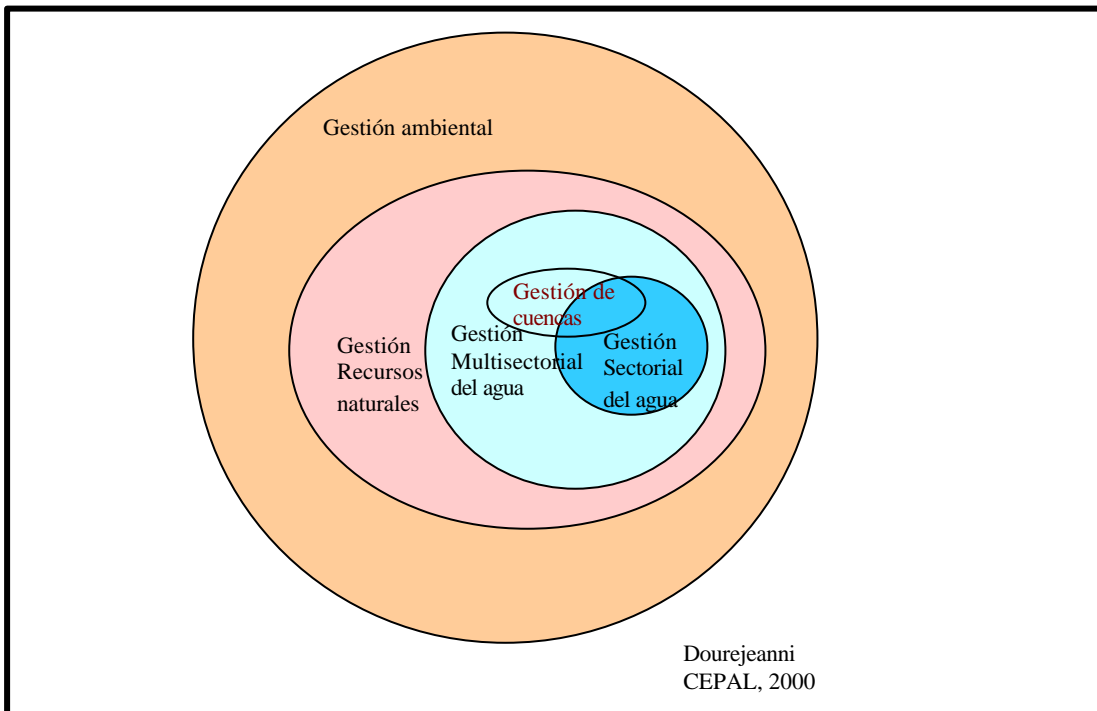 Gestión ambiental
Gestión de
cuencas
Gestión
Recursos
naturales
Gestión
Multisectorial
del agua
Gestión
Sectorial
del agua
Dourejeanni
CEPAL, 2000